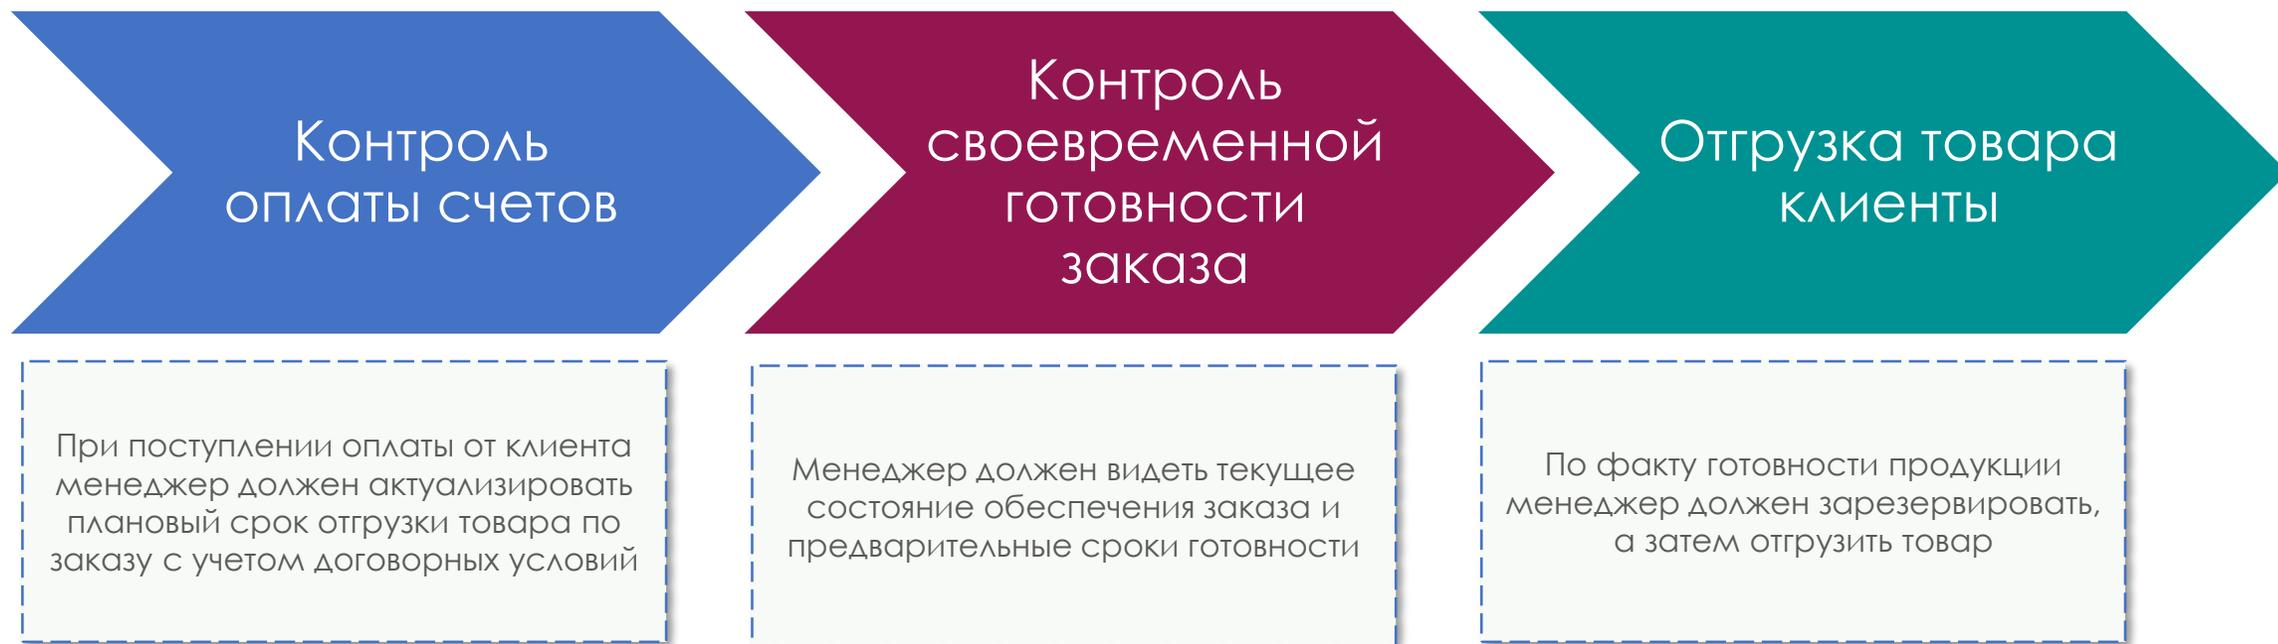 Контроль
оплаты счетов
Контроль
своевременной
готовности
заказа
Отгрузка товара
клиенты
При поступлении оплаты от клиента
менеджер должен актуализировать
плановый срок отгрузки товара по
заказу с учетом договорных условий
Менеджер должен видеть текущее
состояние обеспечения заказа и
предварительные сроки готовности
По факту готовности продукции
менеджер должен зарезервировать,
а затем отгрузить товар